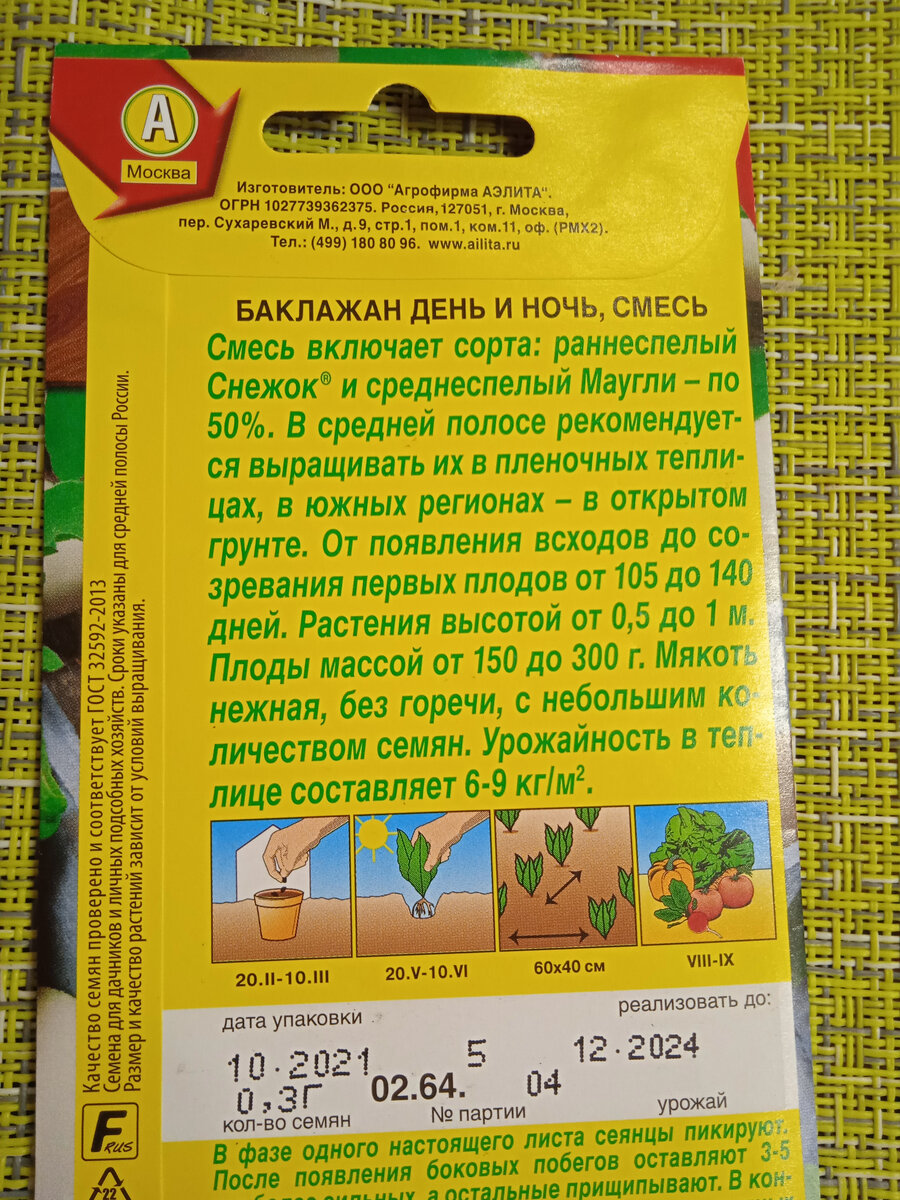 А
Москва
Изготовитель: ООО "Агрофирма АЭЛИТА".
ОГРН 1027739362375. Россия,127051, г. Москва,
пер. Сухаревский М., д.9, стр.1, пом.1, ком.11, оф. (РМХ2).
Тел.: (499) 180 80 96. www.ailita.ru
БАКЛАЖАН ДЕНЬ И НОЧЬ, СМЕСЬ
Смесь включает сорта: раннеспелый
Снежок® и среднеспелый Маугли – по
50%. В средней полосе рекомендует-
ся выращивать их в пленочных тепли-
цах, в южных регионах – в открытом
грунте. От появления всходов до со-
зревания первых плодов от 105 до 140
дней. Растения высотой от 0,5 до 1 м.
Плоды массой от 150 до 300 г. Мякоть
нежная, без горечи, с небольшим ко-
личеством семян. Урожайность в теп-
лице составляет 6-9 кг/м².
20.II-10.III
20.V-10.VI
60х40 см
VIII-IX
дата упаковки
реализовать до:
10.2021
5
12.2024
0,3Г
02.64.
04
кол-во семян
№ партии
урожай
В фазе одного настоящего листа сеянцы пикируют.
После появления боковых побегов оставляют 3-5
сильных, а остальные прищипывают. В кон-
Качество семян проверено и соответствует ГОСТ 32592-2013
Семена для дачников и личных подсобных хозяйств. Сроки указаны для средней полосы России.
Размер и качество растений зависит от условий выращивания.
F RUS
22